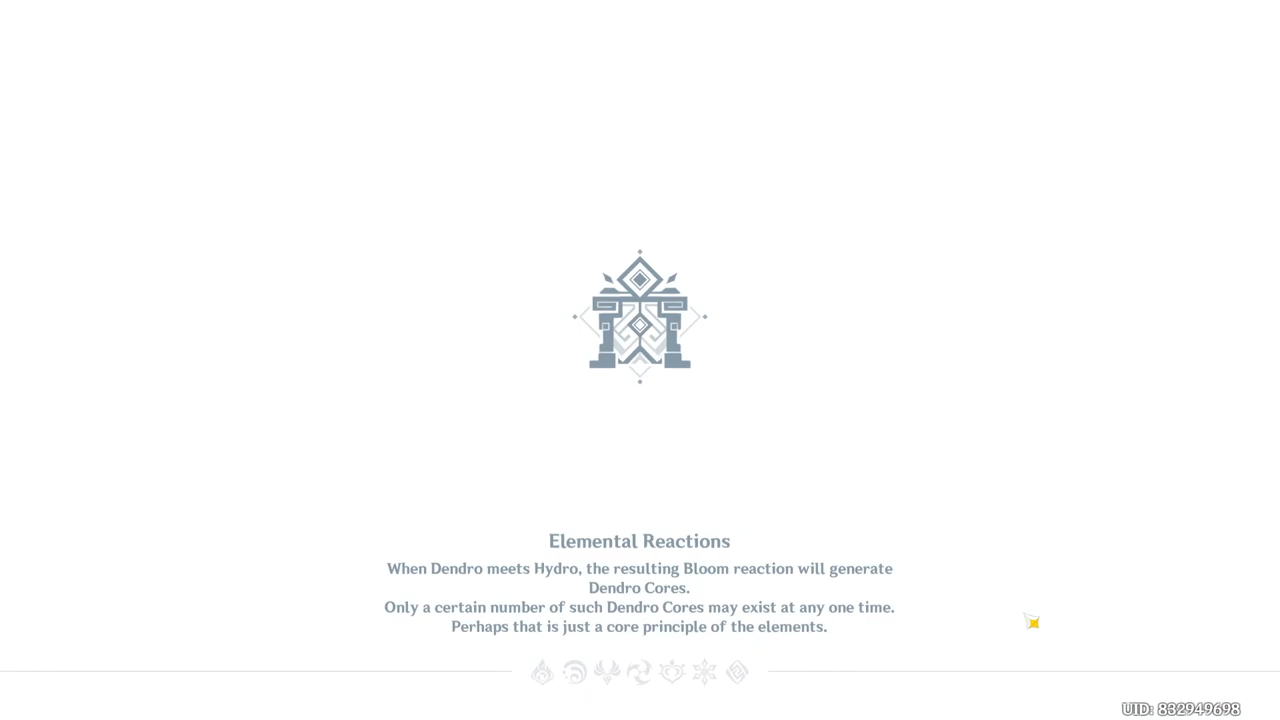 Elemental Reactions
When Dendro meets Hydro, the resulting Bloom reaction will generate
Dendro Cores.
Only a certain number of such Dendro Cores may exist at any one time.
Perhaps that is just a core principle of the elements.
UID: 832949698